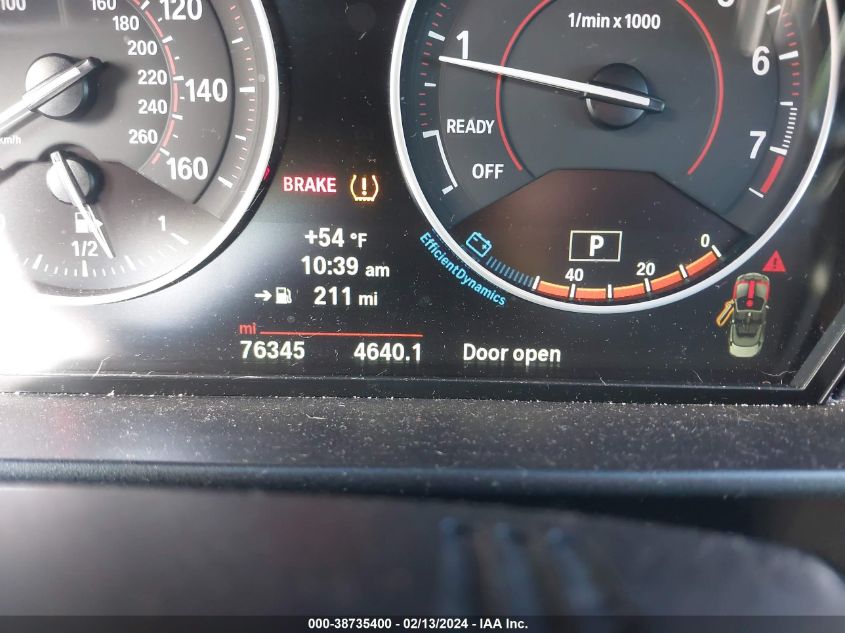 100
160
120
180
200
220
140
240
km/h
260
160
1
1/2
BRAKE
+54 °F
10:39 am
211 mi
mi
76345
4640.1
Door open
1/min x 1000
1
6
READY
7
OFF
P
0
40
20
EfficientDynamics
000-38735400 - 02/13/2024 - IAA Inc.